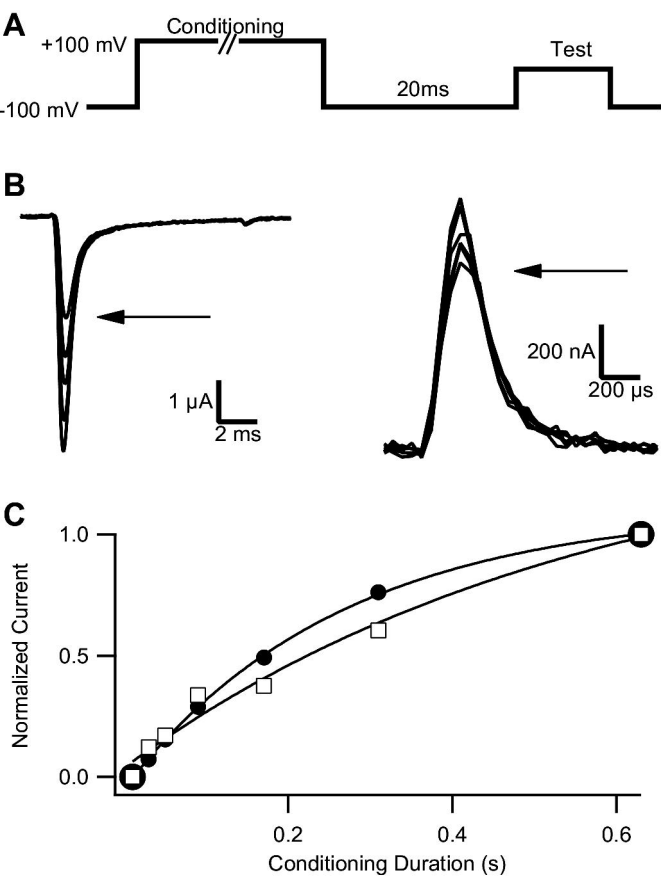 A
Conditioning
+100 mV
Test
20ms
-100 mV
B
200 nA
200 µs
1 µA
2 ms
C
1.0
0.5
0.0
Normalized Current
0.2
0.4
0.6
Conditioning Duration (s)